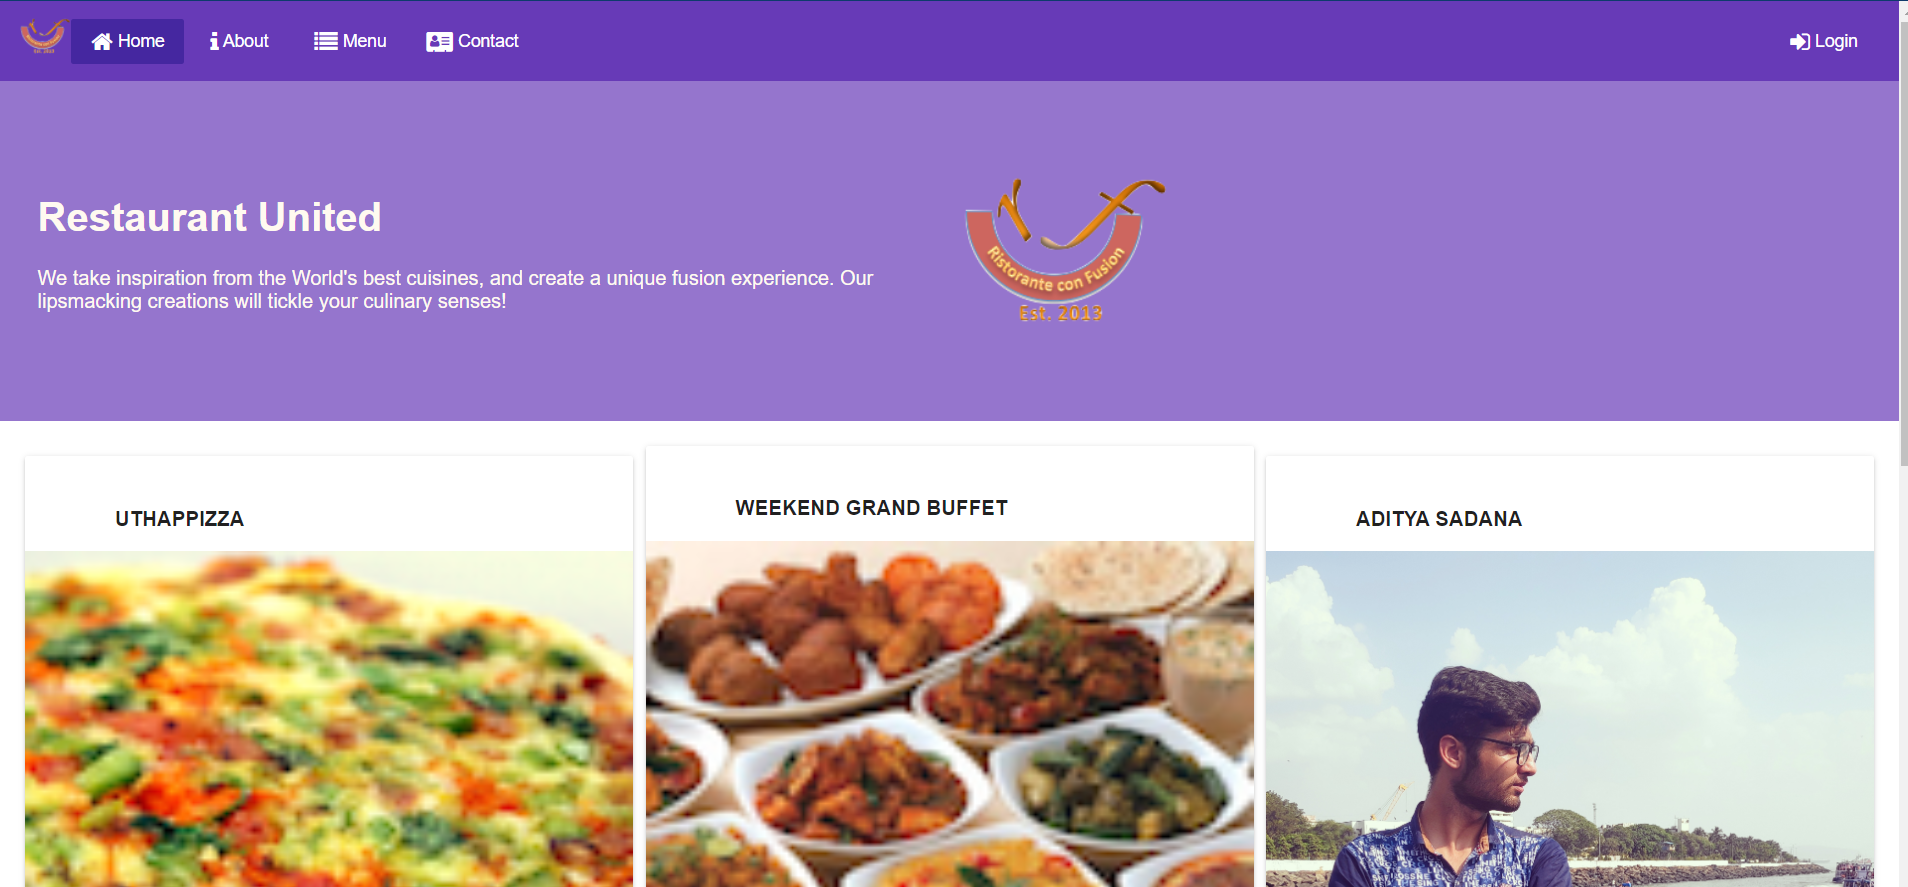 Home
About
Menu
Contact
Login
Restaurant United
Ristorante con Fusion
Est. 2013
We take inspiration from the World's best cuisines, and create a unique fusion experience. Our
lipsmacking creations will tickle your culinary senses!
UTHAPPIZZA
WEEKEND GRAND BUFFET
ADITYA SADANA